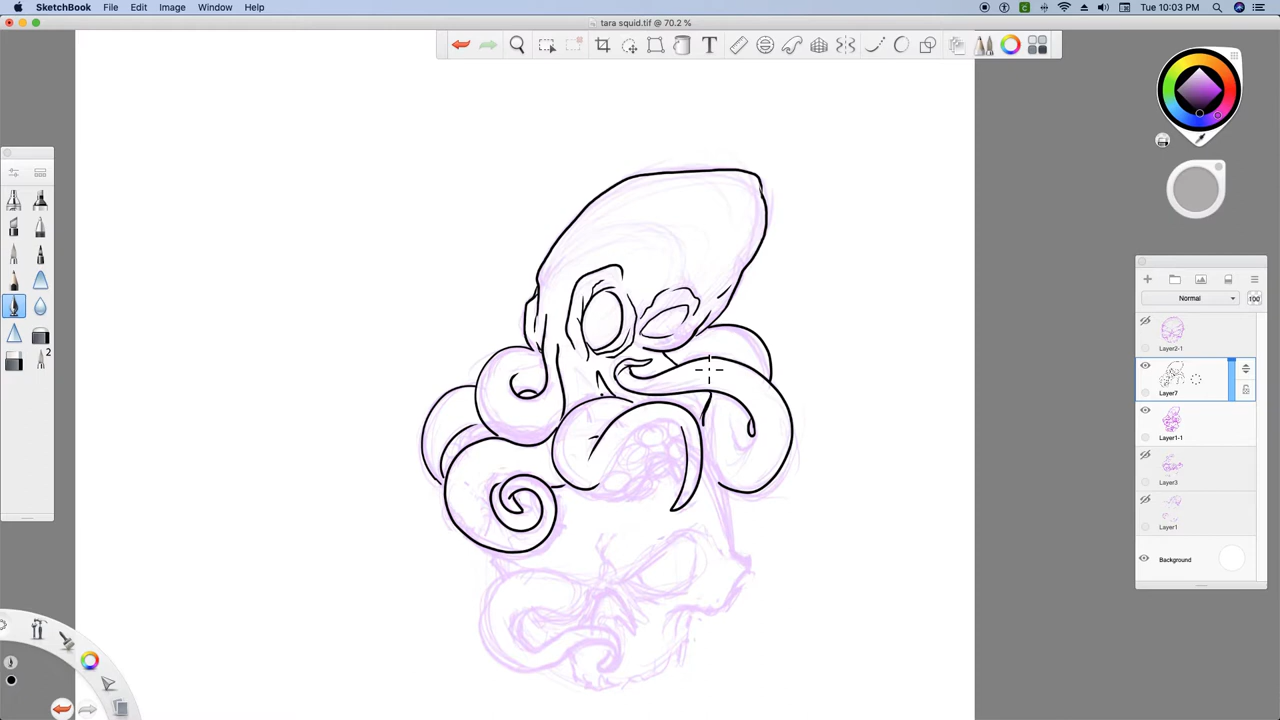 SketchBook File Edit Image Window Help
Tue 10:03 PM
tara squid.tif @ 70.2 %
T
Normal
100
Layer2-1
Layer7
Layer1-1
Layer3
Layer1
Background
2